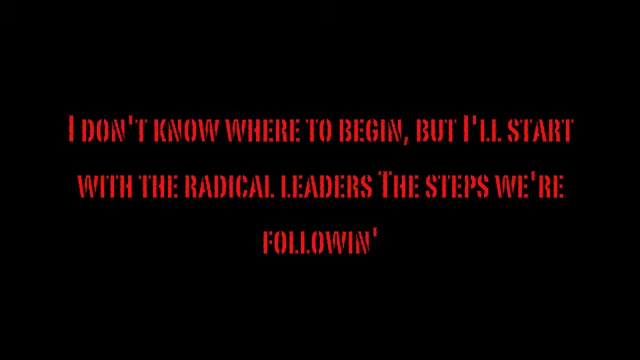 I don't know where to begin, but I'll start
with the radical leaders The steps we're
followin'